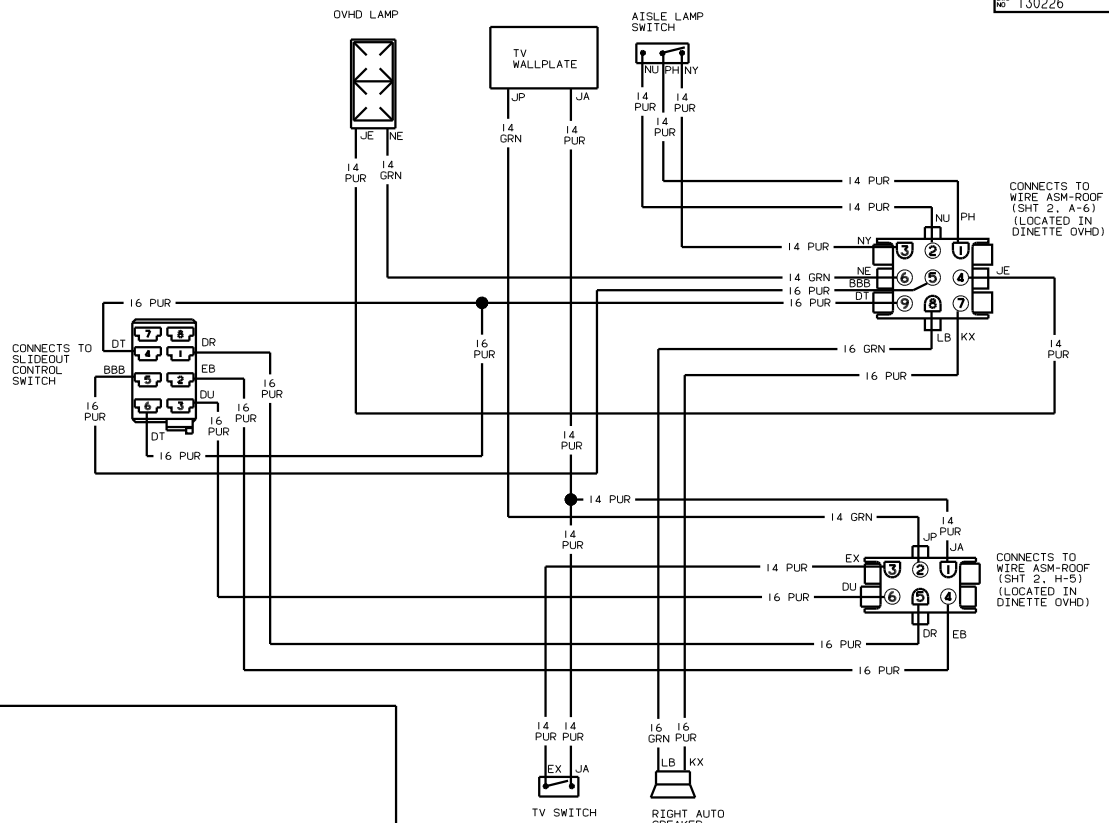 NO 130226
OVHD LAMP
AISLE LAMP
SWITCH
TV
WALLPLATE
NU PH NY
JP JA
JE NE
14
PUR
14
PUR
14
PUR
14
GRN
14
PUR
14
PUR
14
GRN
14 PUR
14 PUR
CONNECTS TO
WIRE ASM-ROOF
(SHT 2, A-6)
(LOCATED IN
DINETTE OVHD)
NU PH
14 PUR NY
3 2 1
14 GRN NE
6 5 4 JE
16 PUR BBB
16 PUR DT
9 8 7
LB KX
16 PUR
16
PUR
CONNECTS TO
SLIDEOUT
CONTROL
SWITCH
7 8
DT 4 1 DR
BBB 5 2 EB
6 3 DU
DT
16 GRN
16 PUR
14
PUR
16
PUR
16
PUR
16
PUR
16
PUR
16 PUR
14
PUR
14 PUR
14 GRN
14
PUR
14
PUR
JP JA
EX
14 PUR
3 2 1
DU
16 PUR
6 5 4
DR EB
CONNECTS TO
WIRE ASM-ROOF
(SHT 2, H-5)
(LOCATED IN
DINETTE OVHD)
16 PUR
16 PUR
14
PUR
14
PUR
16
GRN
16
PUR
EX JA
LB KX
TV SWITCH
RIGHT AUTO
SPEAKER